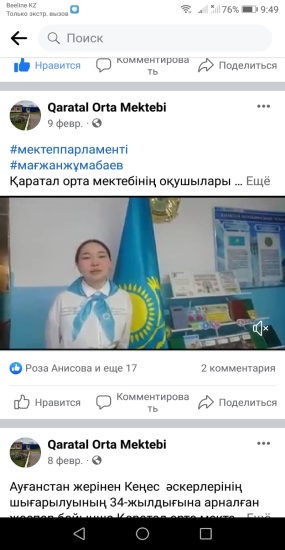 Beeline KZ
Только экстр. вызов
76%
9:49
Поиск
Нравится
Комментировать
Поделиться
Qaratal Orta Mektebi
9 февр. ·
#мектеппарламенті
#мағжанжұмабаев
Қаратал орта мектебінің оқушылары ... Ещё
Роза Анисова и еще 17
2 комментария
Нравится
Комментировать
Поделиться
Qaratal Orta Mektebi
8 февр. ·
Ауғанстан жерінен Кеңес әскерлерінің
шығарылуының 34-жылдығына арналған